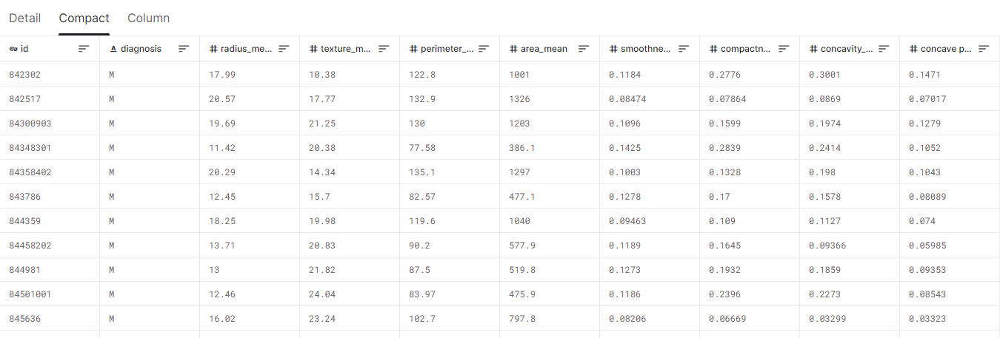 Detail Compact Column
id diagnosis radius_me... texture_m... perimeter_... area_mean smoothne... compactn... concavity_... concave p...
842302 M 17.99 10.38 122.8 1001 0.1184 0.2776 0.3001 0.1471
842517 M 20.57 17.77 132.9 1326 0.08474 0.07864 0.0869 0.07017
84300903 M 19.69 21.25 130 1203 0.1096 0.1599 0.1974 0.1279
84348301 M 11.42 20.38 77.58 386.1 0.1425 0.2839 0.2414 0.1052
84358402 M 20.29 14.34 135.1 1297 0.1003 0.1328 0.198 0.1043
843786 M 12.45 15.7 82.57 477.1 0.1278 0.17 0.1578 0.08089
844359 M 18.25 19.98 119.6 1040 0.09463 0.109 0.1127 0.074
84458202 M 13.71 20.83 90.2 577.9 0.1189 0.1645 0.09366 0.05985
844981 M 13 21.82 87.5 519.8 0.1273 0.1932 0.1859 0.09353
84501001 M 12.46 24.04 83.97 475.9 0.1186 0.2396 0.2273 0.08543
845636 M 16.02 23.24 102.7 797.8 0.08206 0.06669 0.03299 0.03323